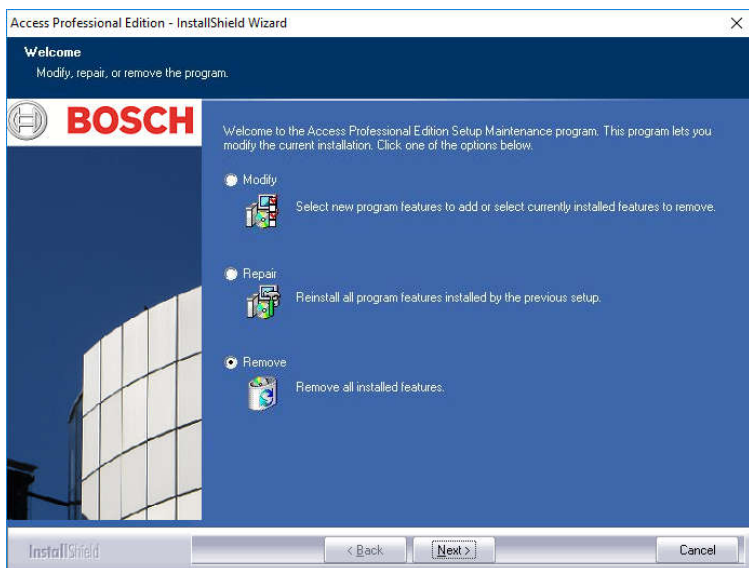 Access Professional Edition - InstallShield Wizard
Welcome
Modify, repair, or remove the program.
BOSCH
Welcome to the Access Professional Edition Setup Maintenance program. This program lets you
modify the current installation. Click one of the options below.
Modify
Select new program features to add or select currently installed features to remove.
Repair
Reinstall all program features installed by the previous setup.
Remove
Remove all installed features.
InstallShield
< Back
Next >
Cancel